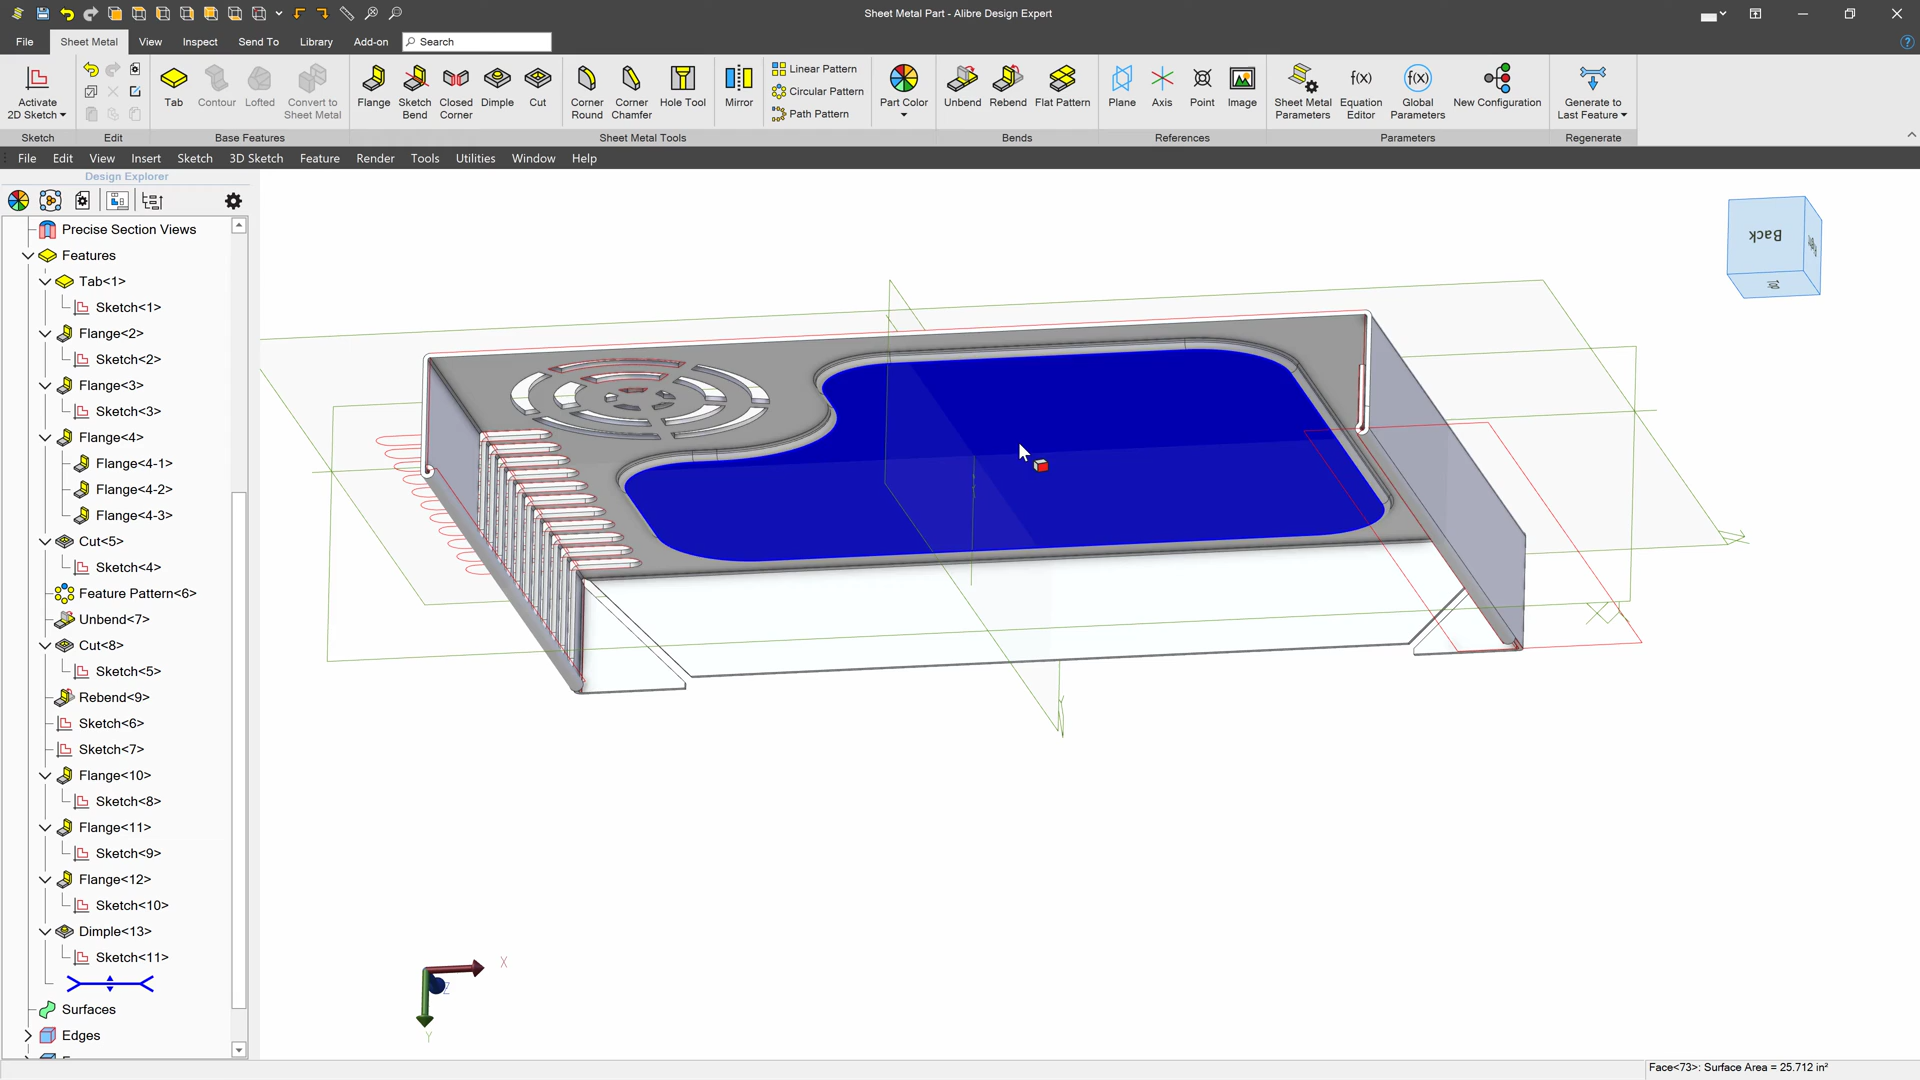 Sheet Metal Part - Alibre Design Expert
File Sheet Metal View Inspect Send To Library Add-on Search
Linear Pattern
Circular Pattern
Path Pattern
Activate
2D Sketch
Tab Contour Lofted
Convert to
Sheet Metal
Flange
Sketch
Bend
Closed
Corner
Dimple Cut
Corner
Round
Corner
Chamfer
Hole Tool Mirror
Part Color
Unbend Rebend Flat Pattern
Plane Axis Point Image
Sheet Metal
Parameters
f(x)
Equation
Editor
f(x)
Global
Parameters
New Configuration
Generate to
Last Feature
Sketch Edit Base Features Sheet Metal Tools Bends References Parameters Regenerate
File Edit View Insert Sketch 3D Sketch Feature Render Tools Utilities Window Help
Design Explorer
Precise Section Views
Features
Tab<1>
Sketch<1>
Flange<2>
Sketch<2>
Flange<3>
Sketch<3>
Flange<4>
Flange<4-1>
Flange<4-2>
Flange<4-3>
Cut<5>
Sketch<4>
Feature Pattern<6>
Unbend<7>
Cut<8>
Sketch<5>
Rebend<9>
Sketch<6>
Sketch<7>
Flange<10>
Sketch<8>
Flange<11>
Sketch<9>
Flange<12>
Sketch<10>
Dimple<13>
Sketch<11>
Surfaces
Edges
Back
Top
X
Z
Y
Face<73>: Surface Area = 25.712 in²